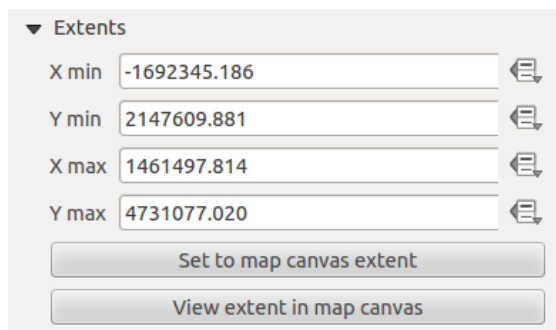 Extents
X min -1692345.186
Y min 2147609.881
X max 1461497.814
Y max 4731077.020
Set to map canvas extent
View extent in map canvas